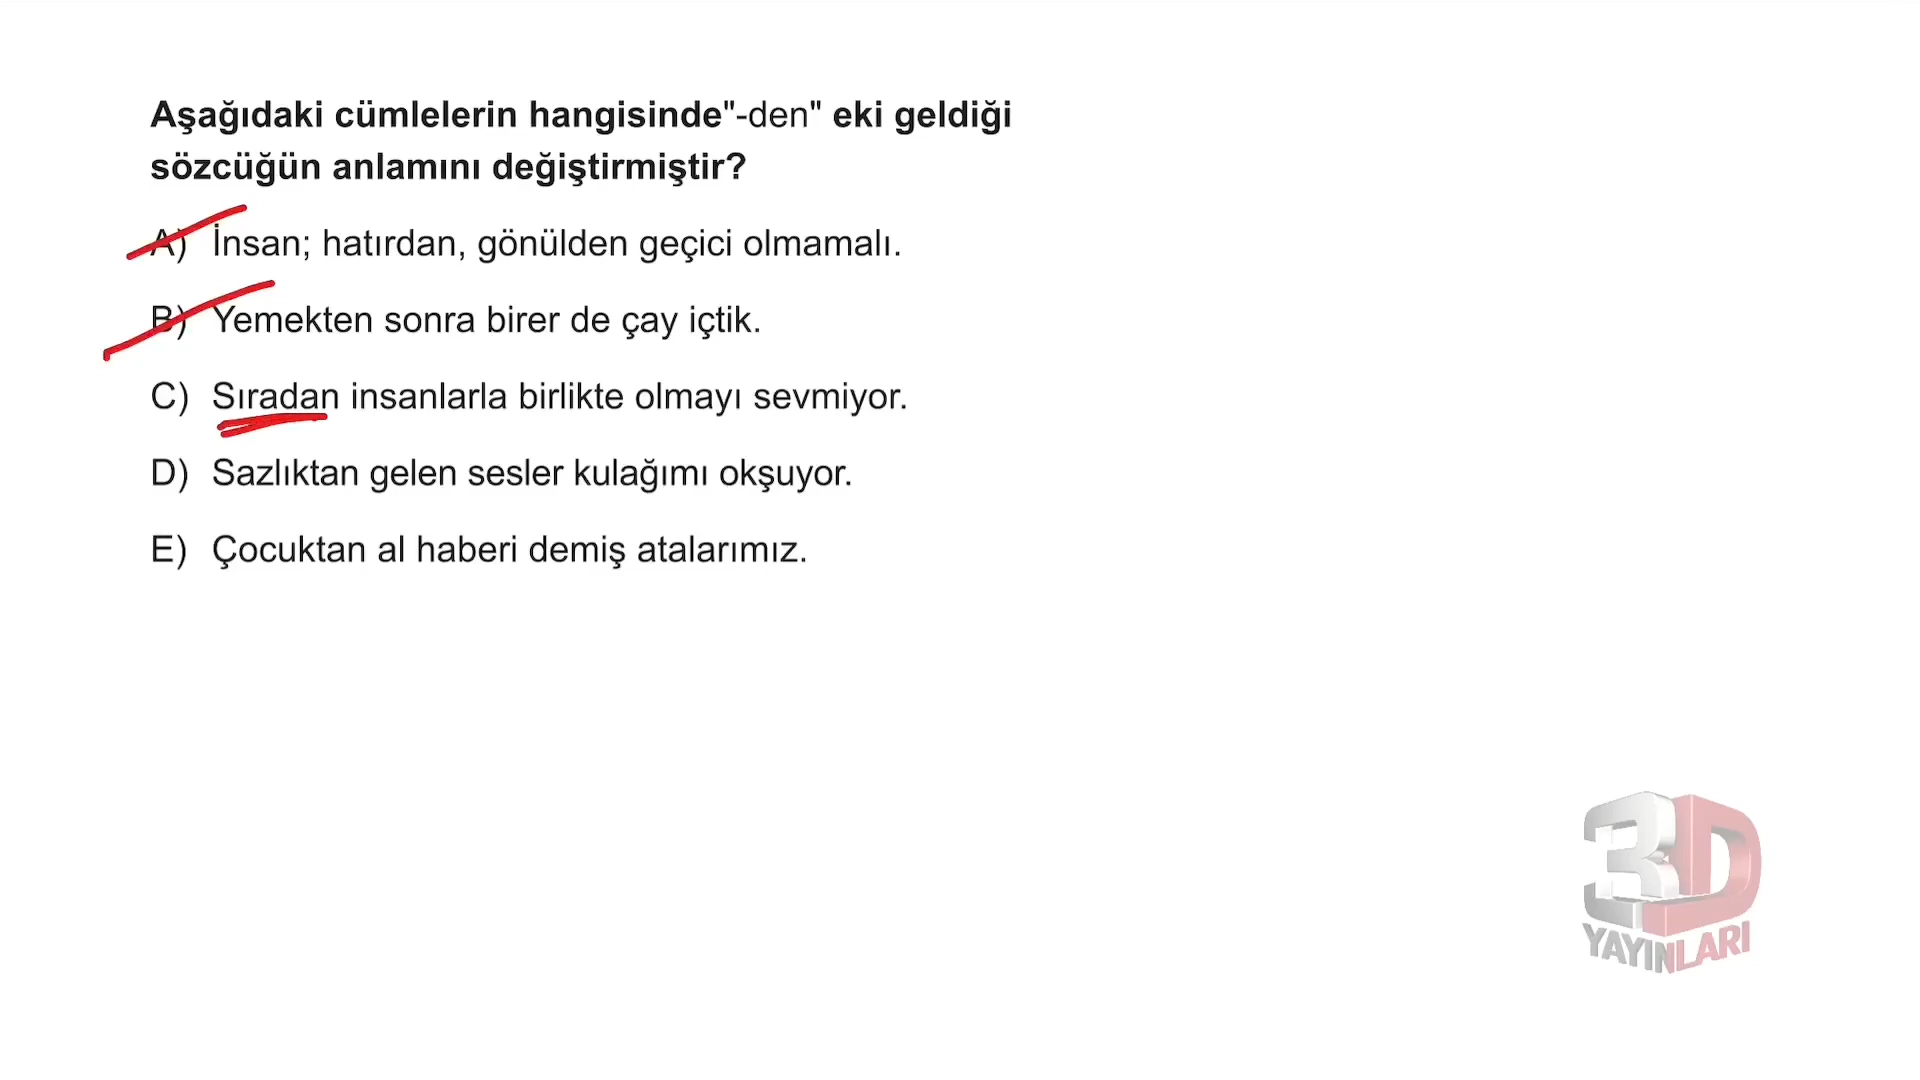 Aşağıdaki cümlelerin hangisinde"-den" eki geldiği
sözcüğün anlamını değiştirmiştir?
A) İnsan; hatırdan, gönülden geçici olmamalı.
B) Yemekten sonra birer de çay içtik.
C) Sıradan insanlarla birlikte olmayı sevmiyor.
D) Sazlıktan gelen sesler kulağımı okşuyor.
E) Çocuktan al haberi demiş atalarımız.
3D
YAYINLARI